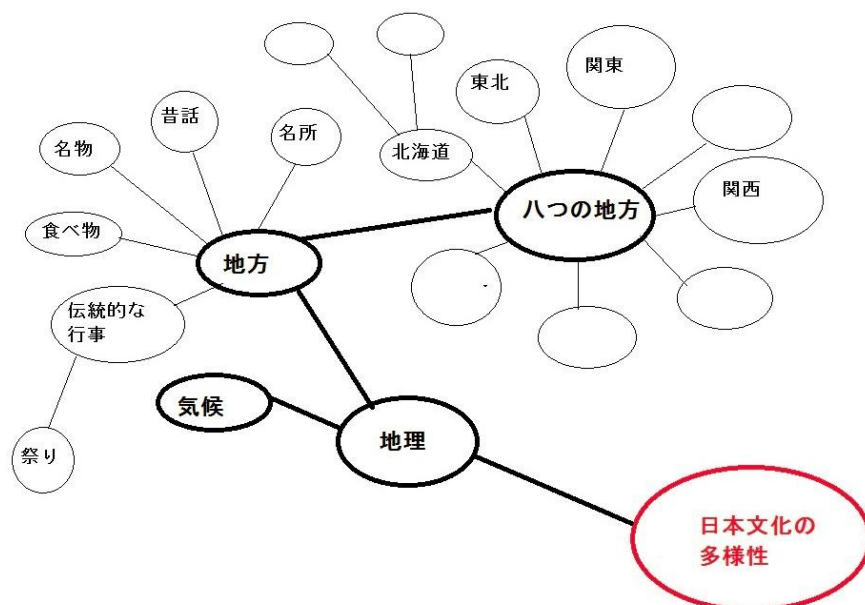 関東
東北
昔話
名所
名物
北海道
関西
八つの地方
食べ物
地方
伝統的な
行事
気候
地理
祭り
日本文化の
多様性